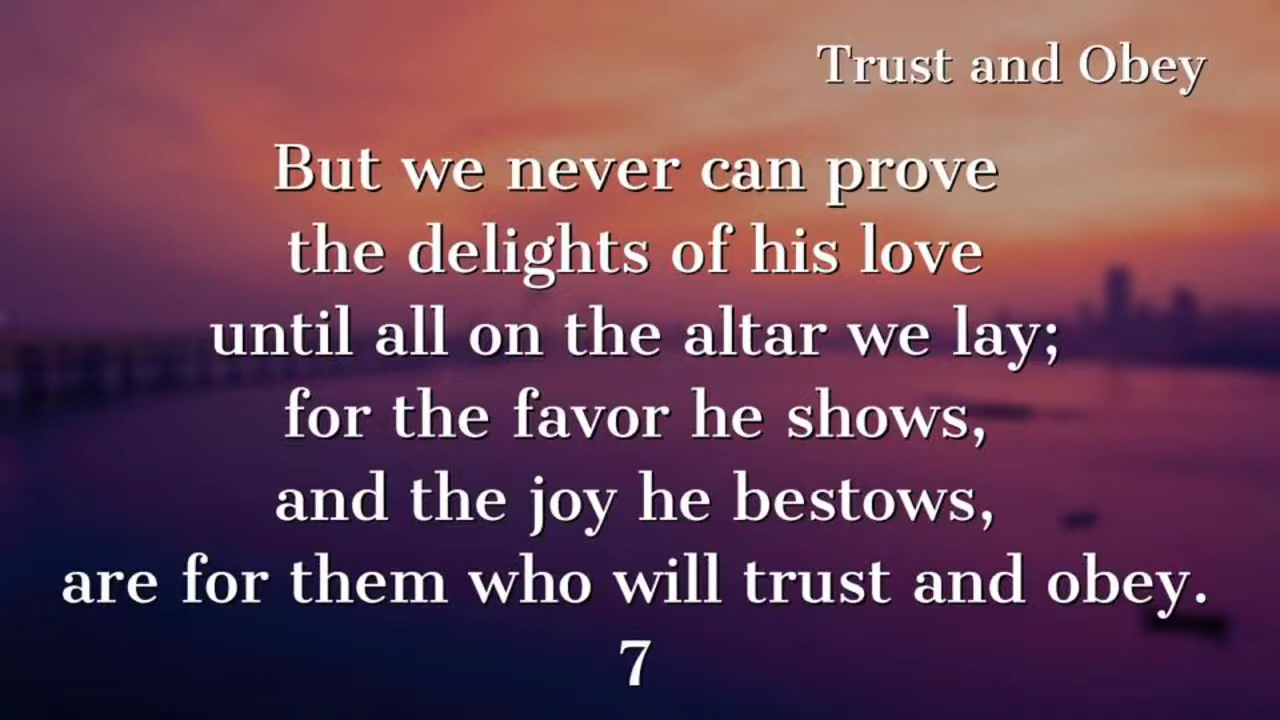 Trust and Obey
But we never can prove
the delights of his love
until all on the altar we lay;
for the favor he shows,
and the joy he bestows,
are for them who will trust and obey.
7